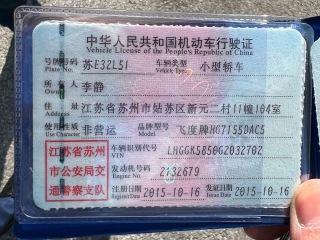 中华人民共和国机动车行驶证
Vehicle License of the People's Republic of China
号牌号码 苏E32L51 车辆类型 小型轿车
Plate No. Vehicle Type
所有人 李静
Owner
住址 江苏省苏州市姑苏区新元二村11幢104室
Address
使用性质 非营运 品牌型号 飞度牌HG7155DAC5
Use Character Model
江苏省苏州市公安局交通警察支队
车辆识别代号 LHGGK5850G2032702
VIN
发动机号码 2132679
Engine No.
注册日期 2015-10-16 发证日期 2015-10-16
Register Date Issue Date